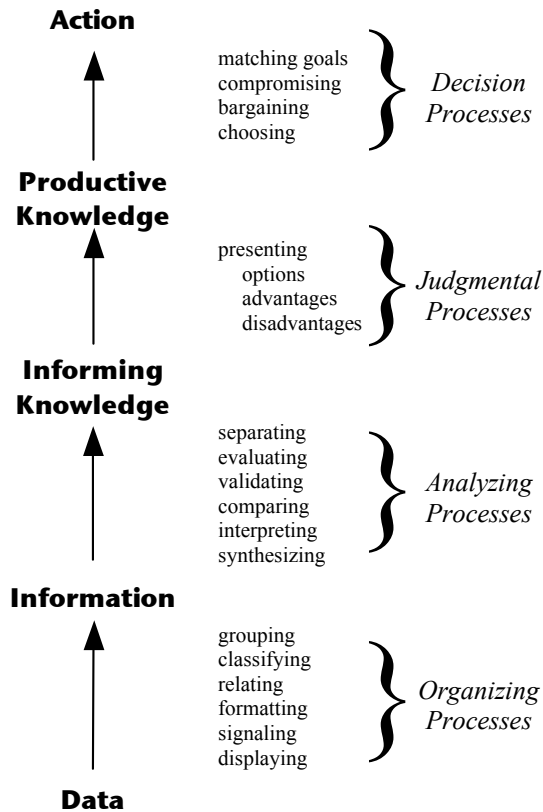 Action
matching goals
compromising
bargaining
choosing
Decision
Processes
Productive
Knowledge
presenting
options
advantages
disadvantages
Judgmental
Processes
Informing
Knowledge
separating
evaluating
validating
comparing
interpreting
synthesizing
Analyzing
Processes
Information
grouping
classifying
relating
formatting
signaling
displaying
Organizing
Processes
Data